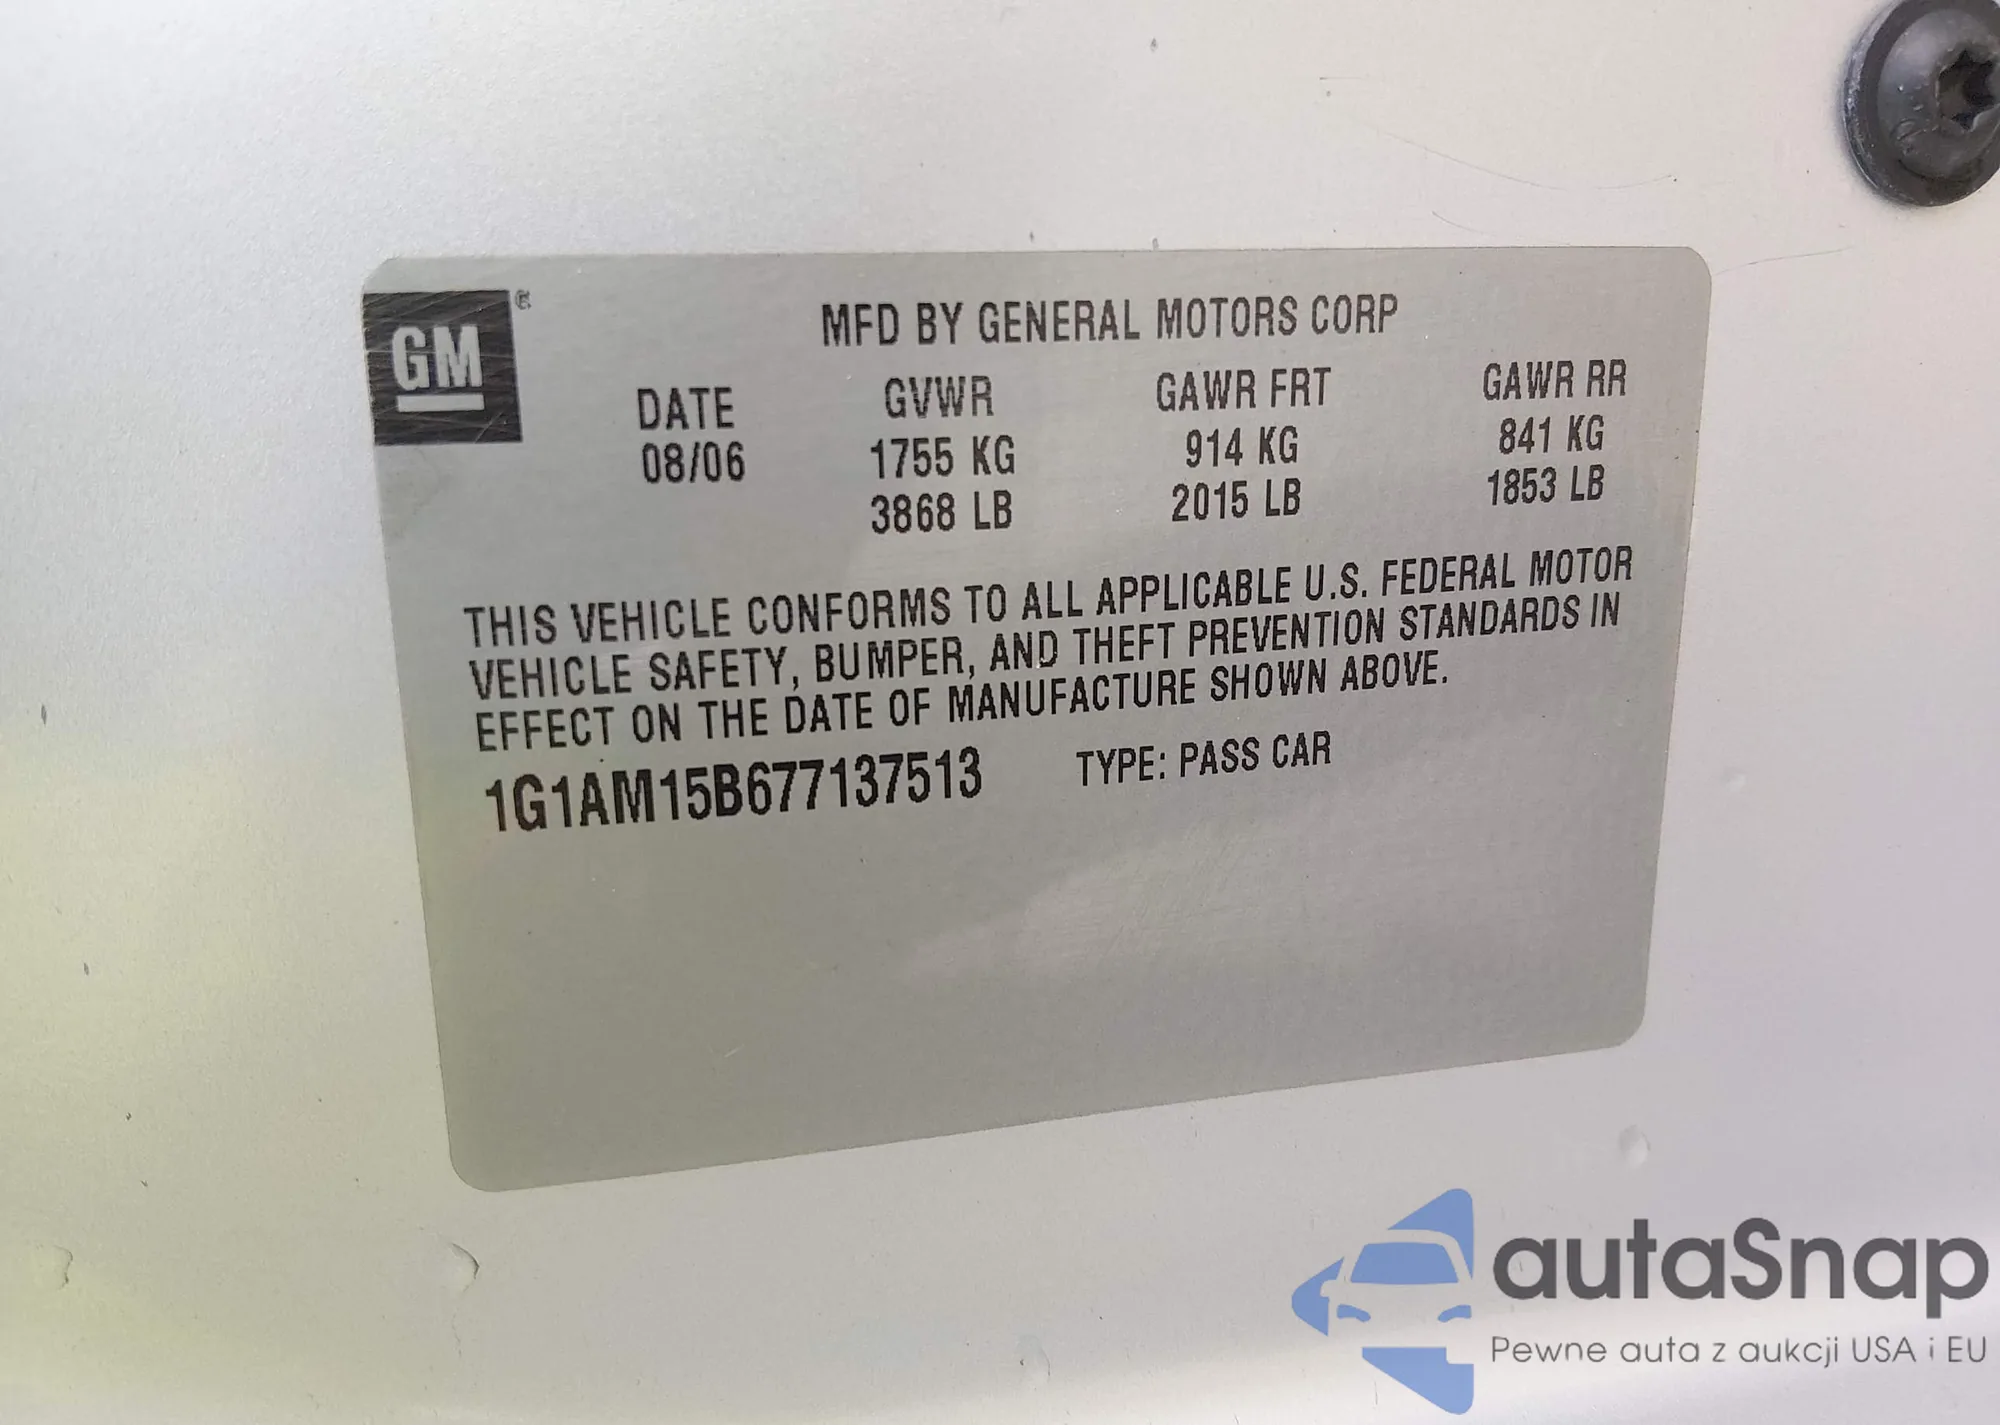 GM®
MFD BY GENERAL MOTORS CORP
DATE GVWR GAWR FRT GAWR RR
08/06 1755 KG 914 KG 841 KG
3868 LB 2015 LB 1853 LB
THIS VEHICLE CONFORMS TO ALL APPLICABLE U.S. FEDERAL MOTOR
VEHICLE SAFETY, BUMPER, AND THEFT PREVENTION STANDARDS IN
EFFECT ON THE DATE OF MANUFACTURE SHOWN ABOVE.
1G1AM15B677137513 TYPE: PASS CAR
autaSnap
Pewne auta z aukcji USA i EU